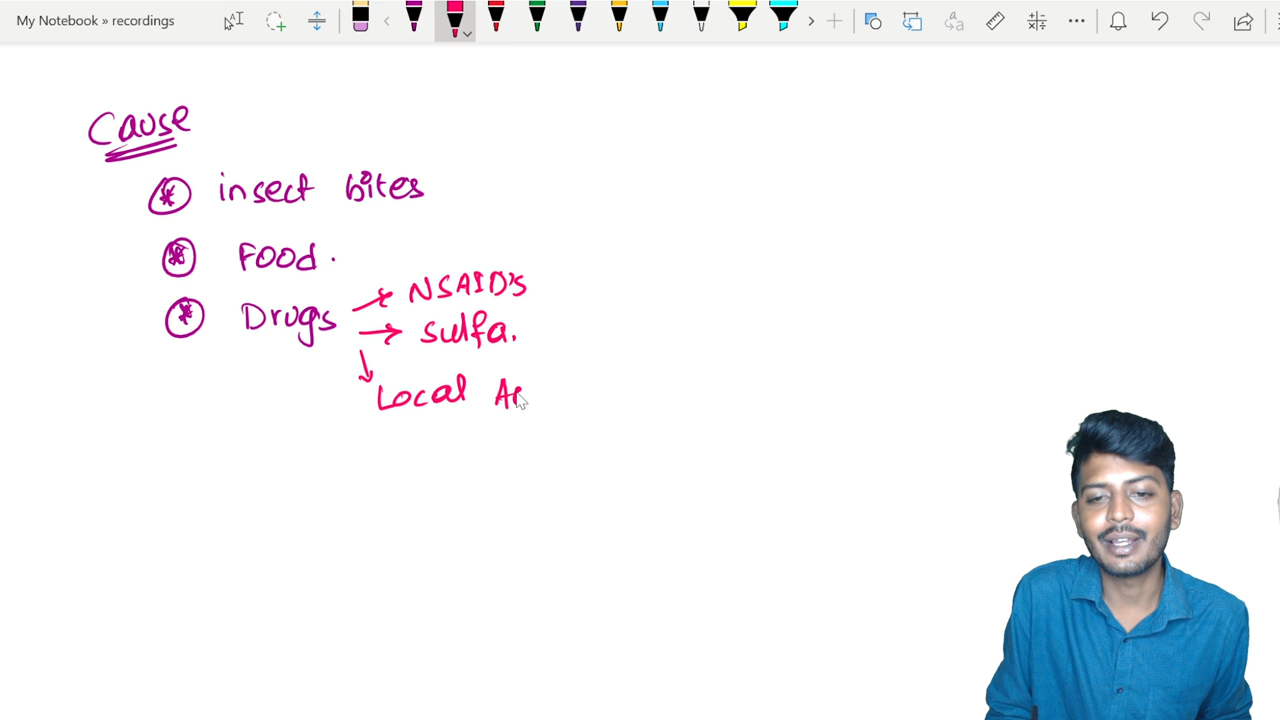 My Notebook » recordings
Cause
insect bites
Food.
Drugs
NSAID's
sulfa.
Local